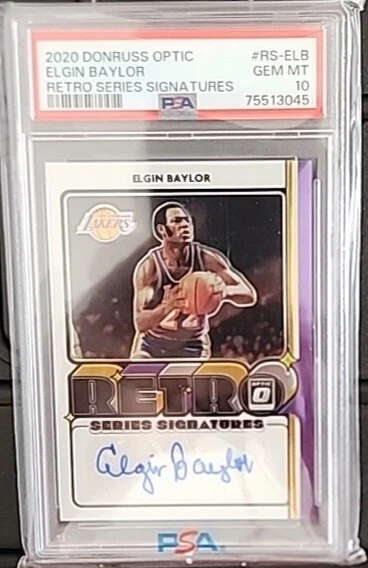 2020 DONRUSS OPTIC #RS-ELB
ELGIN BAYLOR GEM MT
RETRO SERIES SIGNATURES 10
PSA 75513045
ELGIN BAYLOR
LAKERS
22
RETRO
OPTIC
SERIES SIGNATURES
Elgin Baylor
PSA